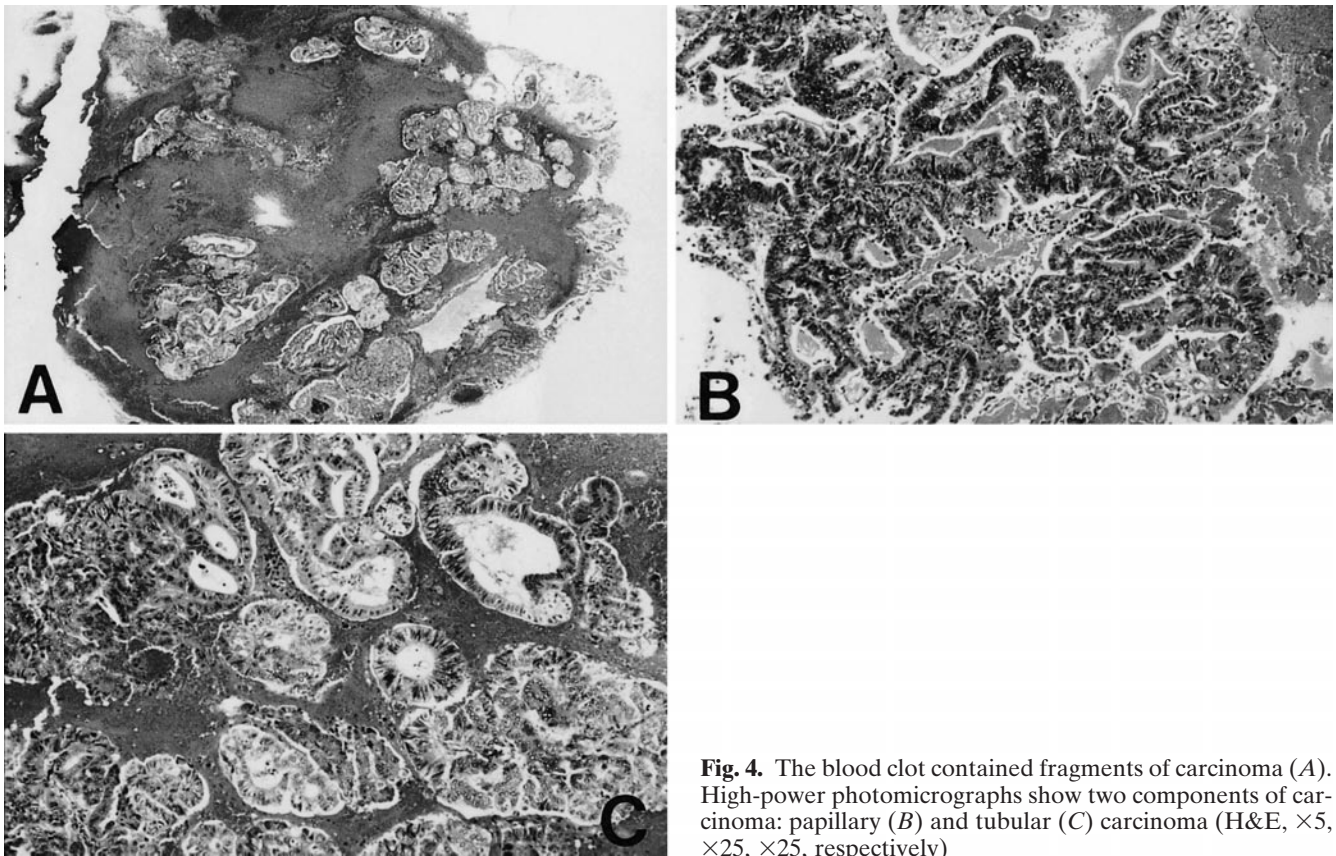 A
B
C
Fig. 4. The blood clot contained fragments of carcinoma (A).
High-power photomicrographs show two components of car-
cinoma: papillary (B) and tubular (C) carcinoma (H&E, ×5,
×25, ×25, respectively)